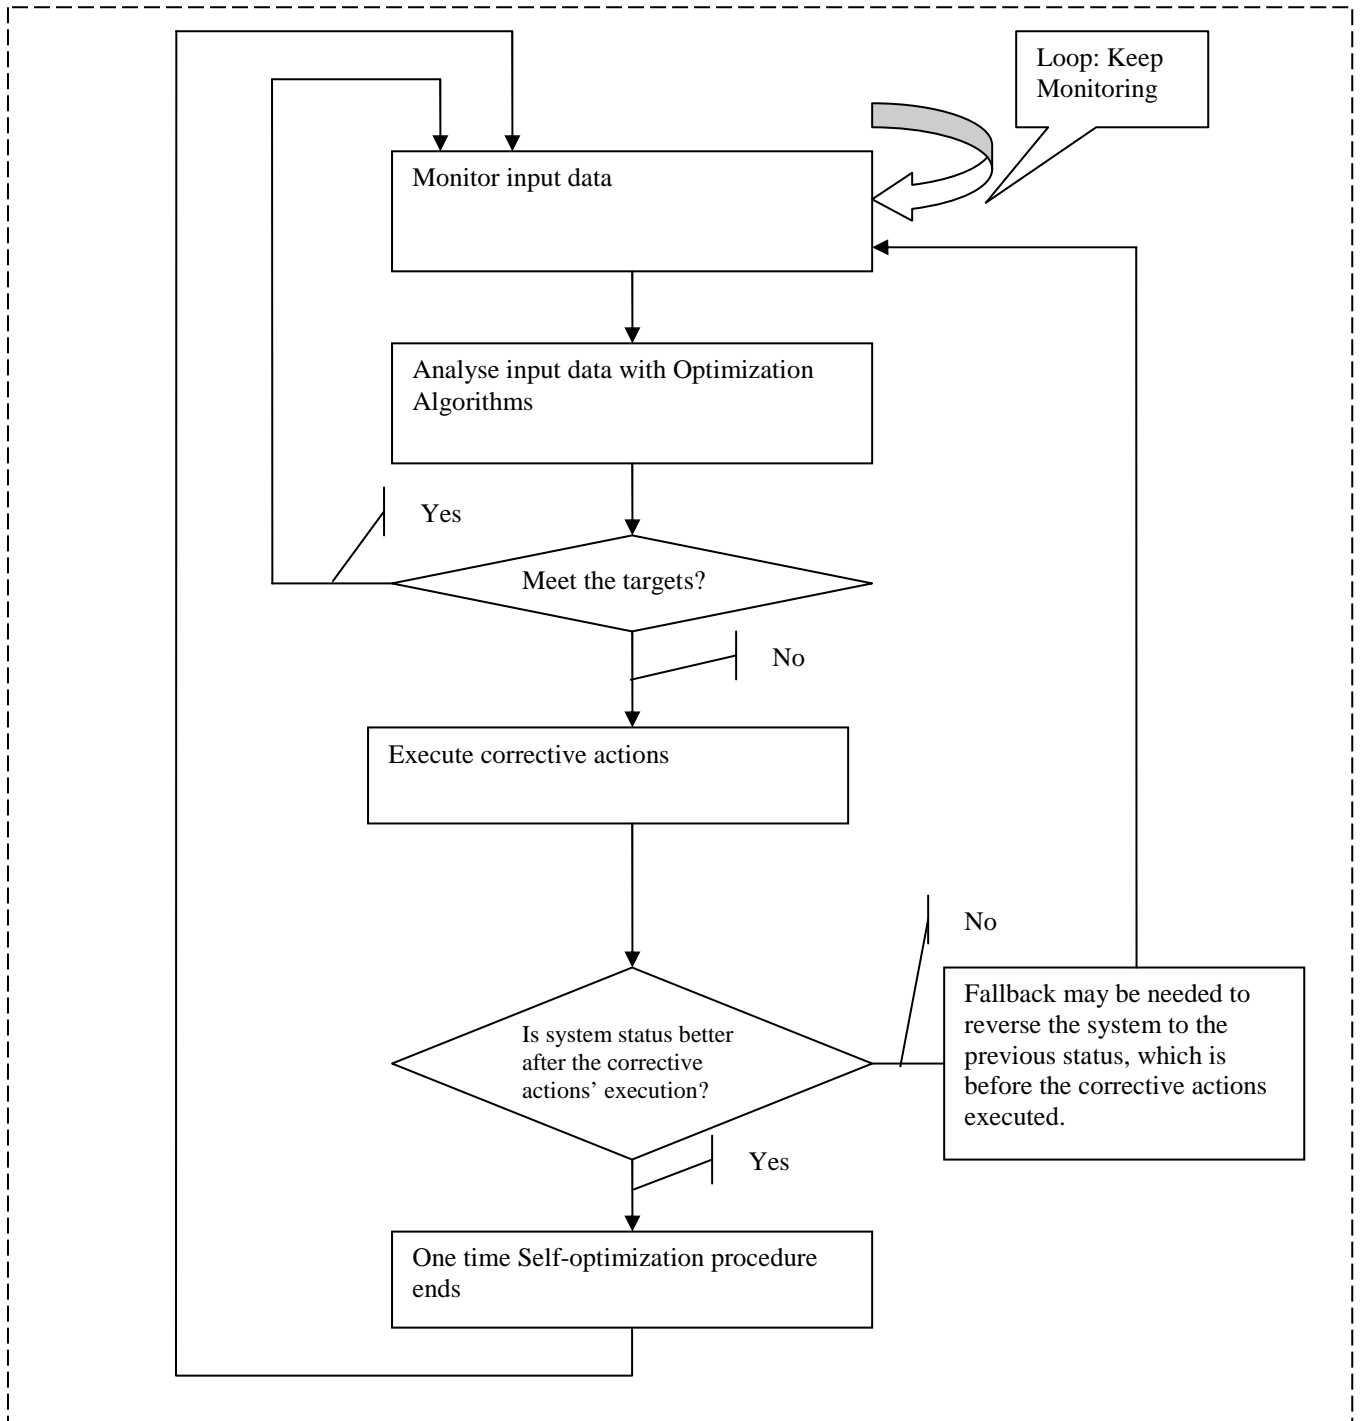 Loop: Keep
Monitoring
Monitor input data
Analyse input data with Optimization
Algorithms
Yes
Meet the targets?
No
Execute corrective actions
No
Is system status better
after the corrective
actions’ execution?
Fallback may be needed to
reverse the system to the
previous status, which is
before the corrective actions
executed.
Yes
One time Self-optimization procedure
ends